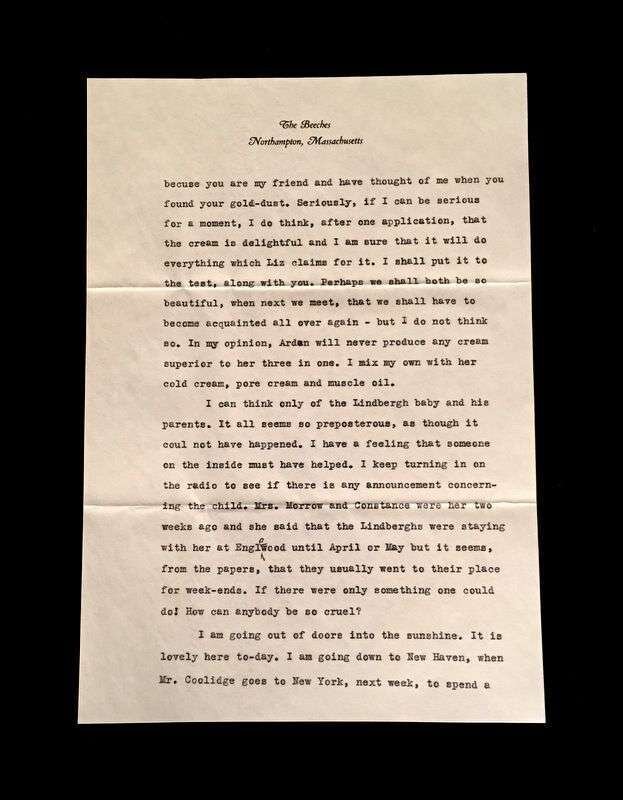 The Beeches
Northampton, Massachusetts
becuse you are my friend and have thought of me when you
found your gold-dust. Seriously, if I can be serious
for a moment, I do think, after one application, that
the cream is delightful and I am sure that it will do
everything which Liz claims for it. I shall put it to
the test, along with you. Perhaps we shall both be so
beautiful, when next we meet, that we shall have to
become acquainted all over again - but I do not think
so. In my opinion, Arden will never produce any cream
superior to her three in one. I mix my own with her
cold cream, pore cream and muscle oil.
I can think only of the Lindbergh baby and his
parents. It all seems so preposterous, as though it
coul not have happened. I have a feeling that someone
on the inside must have helped. I keep turning in on
the radio to see if there is any announcement concern-
ing the child. Mrs. Morrow and Constance were her two
weeks ago and she said that the Lindberghs were staying
with her at Englewood until April or May but it seems,
from the papers, that they usually went to their place
for week-ends. If there were only something one could
do! How can anybody be so cruel?
I am going out of doors into the sunshine. It is
lovely here to-day. I am going down to New Haven, when
Mr. Coolidge goes to New York, next week, to spend a